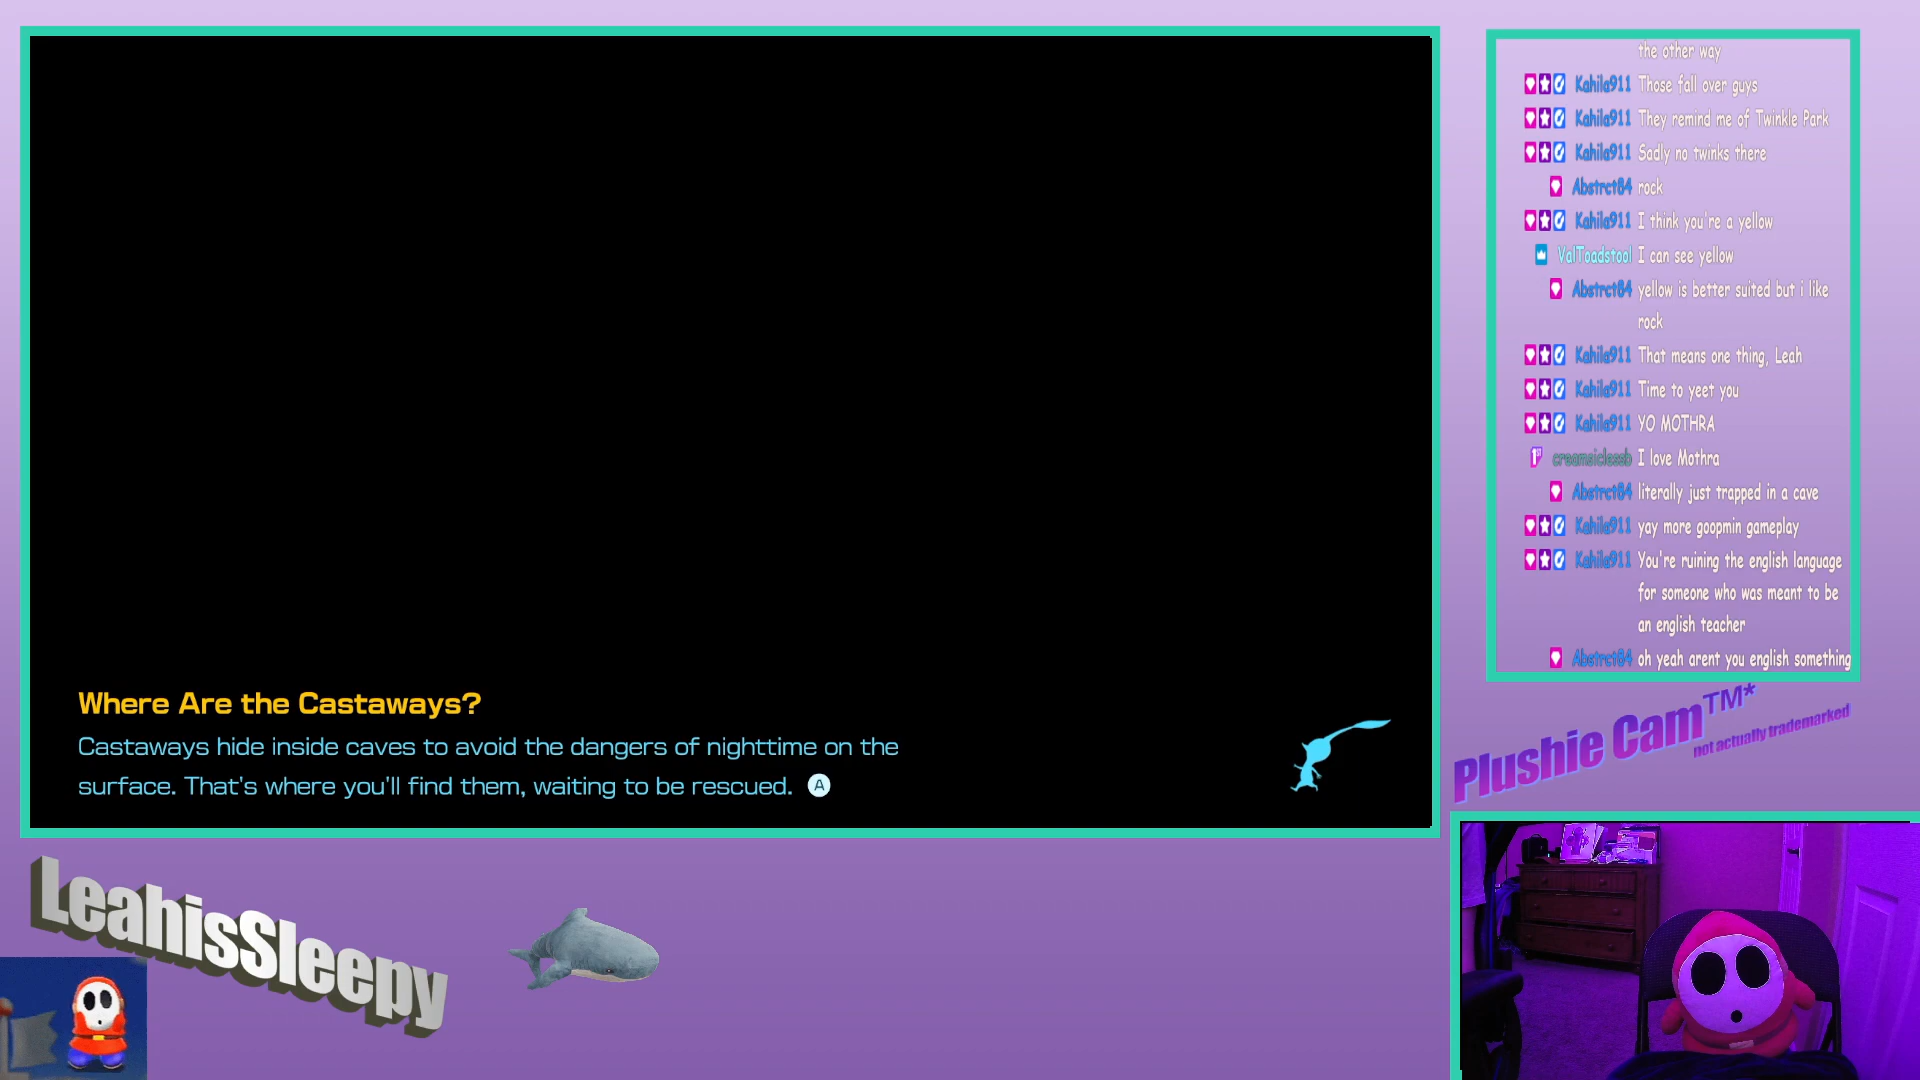 the other way
Kahila911 Those fall over guys
Kahila911 They remind me of Twinkle Park
Kahila911 Sadly no twinks there
Abstrct84 rock
Kahila911 I think you're a yellow
ValToadstool I can see yellow
Abstrct84 yellow is better suited but i like
rock
Kahila911 That means one thing, Leah
Kahila911 Time to yeet you
Kahila911 YO MOTHRA
creamsiclessb I love Mothra
Abstrct84 literally just trapped in a cave
Kahila911 yay more goopmin gameplay
Kahila911 You're ruining the english language
for someone who was meant to be
an english teacher
Abstrct84 oh yeah arent you english something
Where Are the Castaways?
Castaways hide inside caves to avoid the dangers of nighttime on the
surface. That's where you'll find them, waiting to be rescued. A
Plushie Cam™*
not actually trademarked
LeahisSleepy